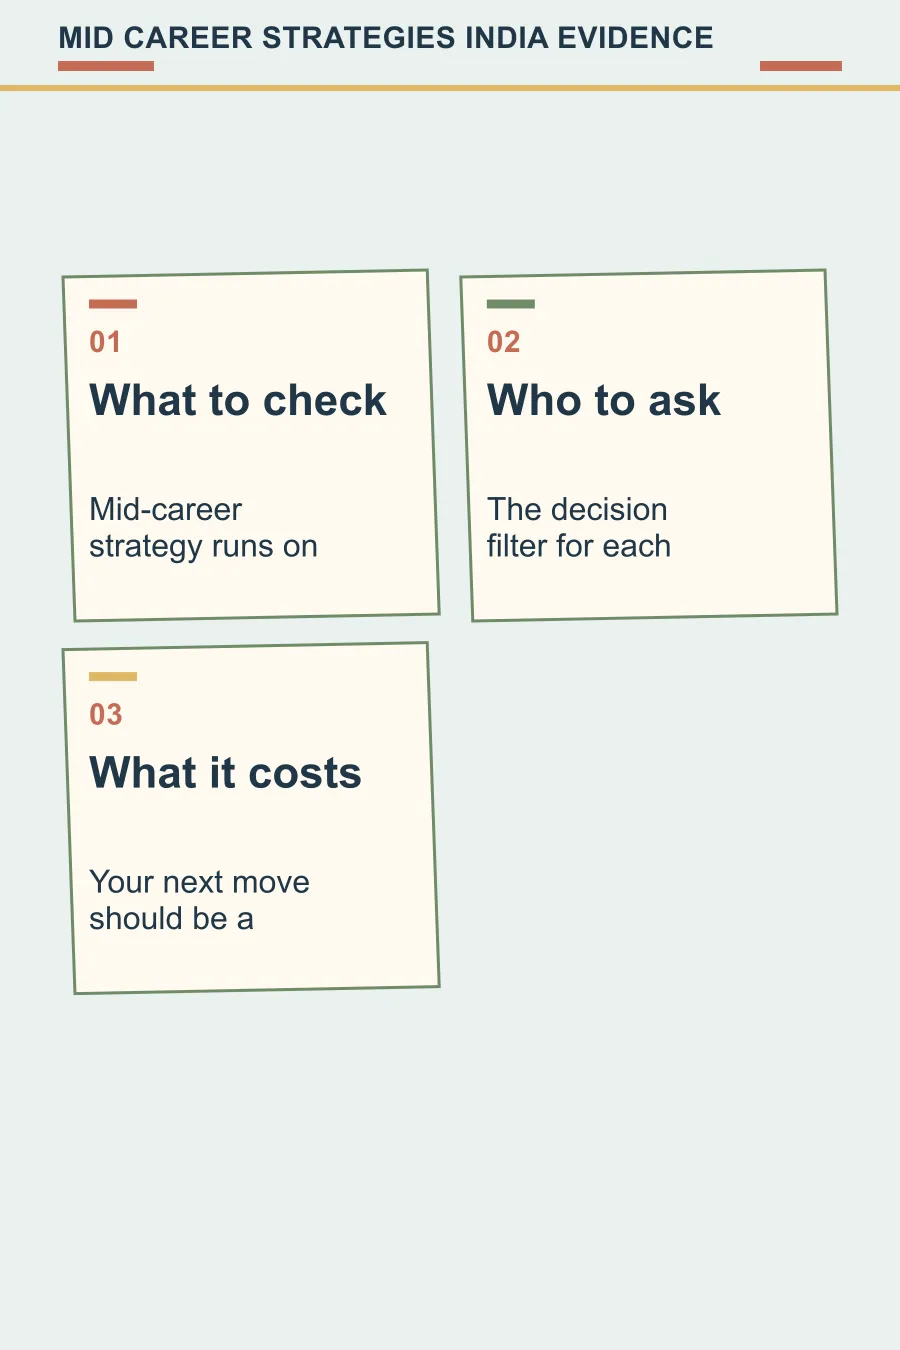 MID CAREER STRATEGIES INDIA EVIDENCE
01
What to check
Mid-career
strategy runs on
02
Who to ask
The decision
filter for each
03
What it costs
Your next move
should be a